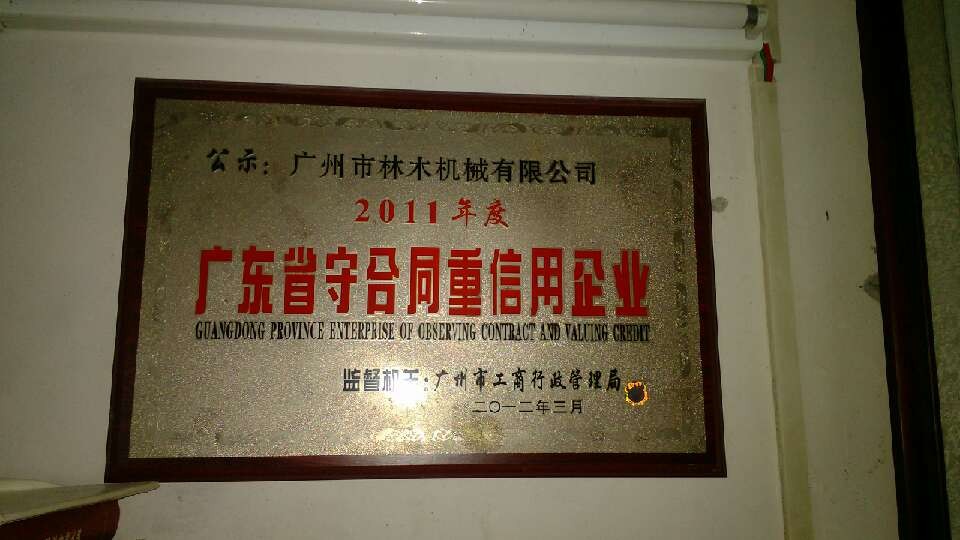 公示：广州市林木机械有限公司
2011年度
广东省守合同重信用企业
GUANGDONG PROVINCE ENTERPRISE OF OBSERVING CONTRACT AND VALUING CREDIT
监督机关：广州市工商行政管理局
二〇一二年三月